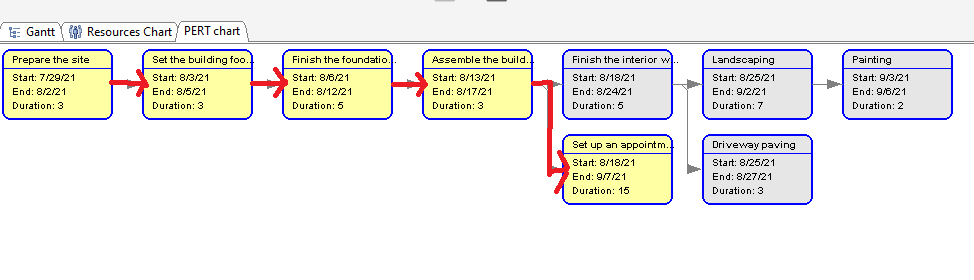 Gantt
Resources Chart
PERT chart
Prepare the site
Start: 7/29/21
End: 8/2/21
Duration: 3
Set the building foo...
Start: 8/3/21
End: 8/5/21
Duration: 3
Finish the foundatio...
Start: 8/6/21
End: 8/12/21
Duration: 5
Assemble the build...
Start: 8/13/21
End: 8/17/21
Duration: 3
Finish the interior w...
Start: 8/18/21
End: 8/24/21
Duration: 5
Landscaping
Start: 8/25/21
End: 9/2/21
Duration: 7
Painting
Start: 9/3/21
End: 9/6/21
Duration: 2
Set up an appointm...
Start: 8/18/21
End: 9/7/21
Duration: 15
Driveway paving
Start: 8/25/21
End: 8/27/21
Duration: 3